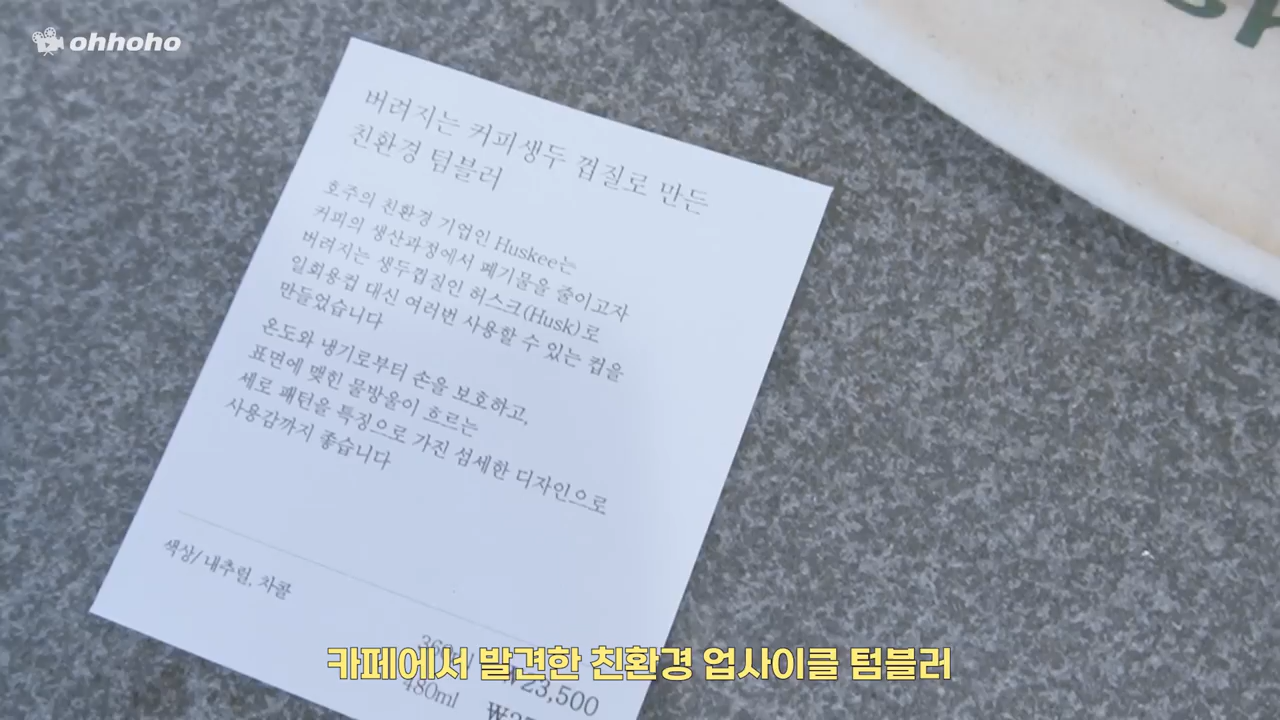 ohhoho
버려지는 커피생두 껍질로 만든
친환경 텀블러
호주의 친환경 기업인 Huskee는
커피의 생산과정에서 폐기물을 줄이고자
버려지는 생두껍질인 허스크(Husk)로
일회용컵 대신 여러번 사용할 수 있는 컵을
만들었습니다
온도와 냉기로부터 손을 보호하고,
표면에 맺힌 물방울이 흐르는
세로 패턴을 특징으로 가진 섬세한 디자인으로
사용감까지 좋습니다
색상/ 내추럴, 차콜
₩23,500
480ml
카페에서 발견한 친환경 업사이클 텀블러